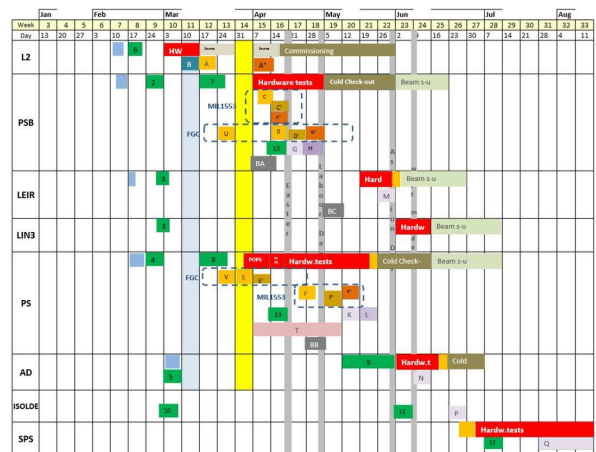 Jan Feb Mar Apr May Jun Jul Aug
Week 3 4 5 6 7 8 9 10 11 12 13 14 15 16 17 18 19 20 21 22 23 24 25 26 27 28 29 30 31 32 33
Day 13 20 27 3 10 17 24 3 10 17 24 31 7 14 21 28 5 12 19 26 2 9 16 23 30 7 14 21 28 4 11
L2 6 HW Source Source Commissioning
B A A"
PSB 2 7 Hardware tests Cold Check-out Beam s-u
MIL1553 C
C'
FGC U D D' D"
13 G H
BA
LEIR 3 Hard Beam s-u
M
BC
Easter
LIN3 3 Hardw Beam s-u
PS 4 8 POPS Hardw.tests Cold Check- Beam s-u
FGC V E E'
MIL1553 F F' F"
13 K L
T
BB
AD 9 Hardw.t Cold
5 N
ISOLDE 10 11 P
SPS Hardw.tests
12 Q